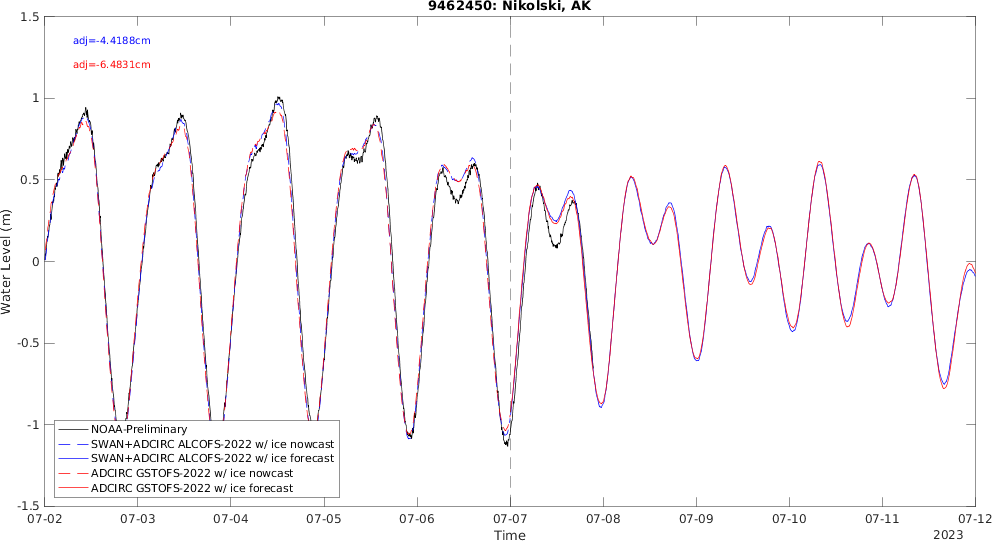 9462450: Nikolski, AK
adj=-4.4188cm
adj=-6.4831cm
Water Level (m)
1.5
1
0.5
0
-0.5
-1
-1.5
NOAA-Preliminary
SWAN+ADCIRC ALCOFS-2022 w/ ice nowcast
SWAN+ADCIRC ALCOFS-2022 w/ ice forecast
ADCIRC GSTOFS-2022 w/ ice nowcast
ADCIRC GSTOFS-2022 w/ ice forecast
07-02 07-03 07-04 07-05 07-06 07-07 07-08 07-09 07-10 07-11 07-12
Time
2023